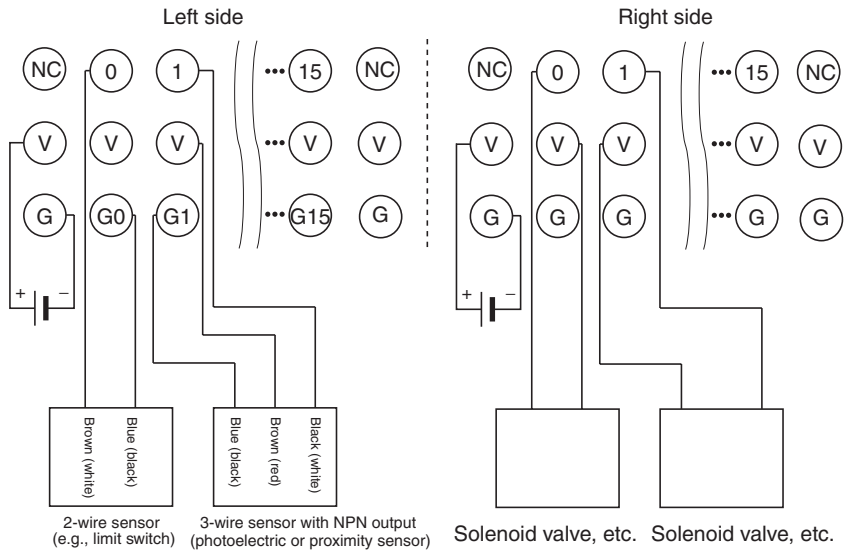 Left side
Right side
NC 0 1 ••• 15 NC
NC 0 1 ••• 15 NC
V V V ••• V V
V V V ••• V V
G G0 G1 ••• G15 G
G G G ••• G G
+ –
+ –
Brown (white)
Blue (black)
Blue (black)
Brown (red)
Black (white)
2-wire sensor
(e.g., limit switch)
3-wire sensor with NPN output
(photoelectric or proximity sensor)
Solenoid valve, etc.
Solenoid valve, etc.